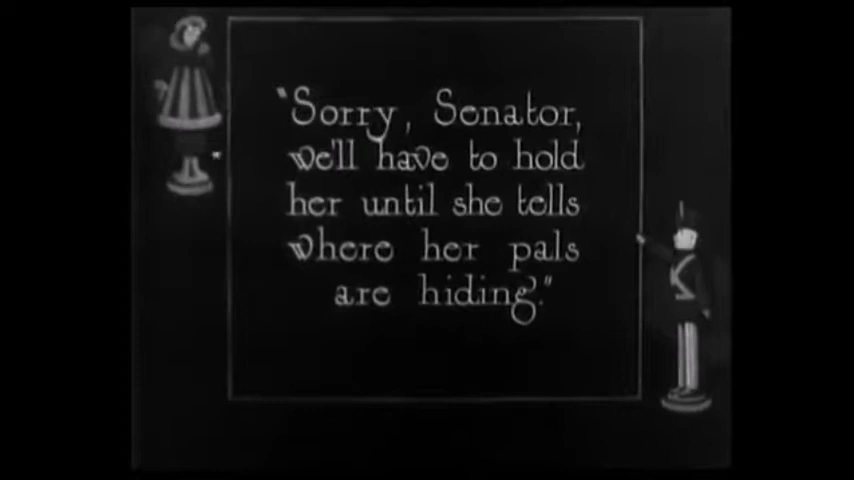 "Sorry, Senator,
we'll have to hold
her until she tells
where her pals
are hiding."